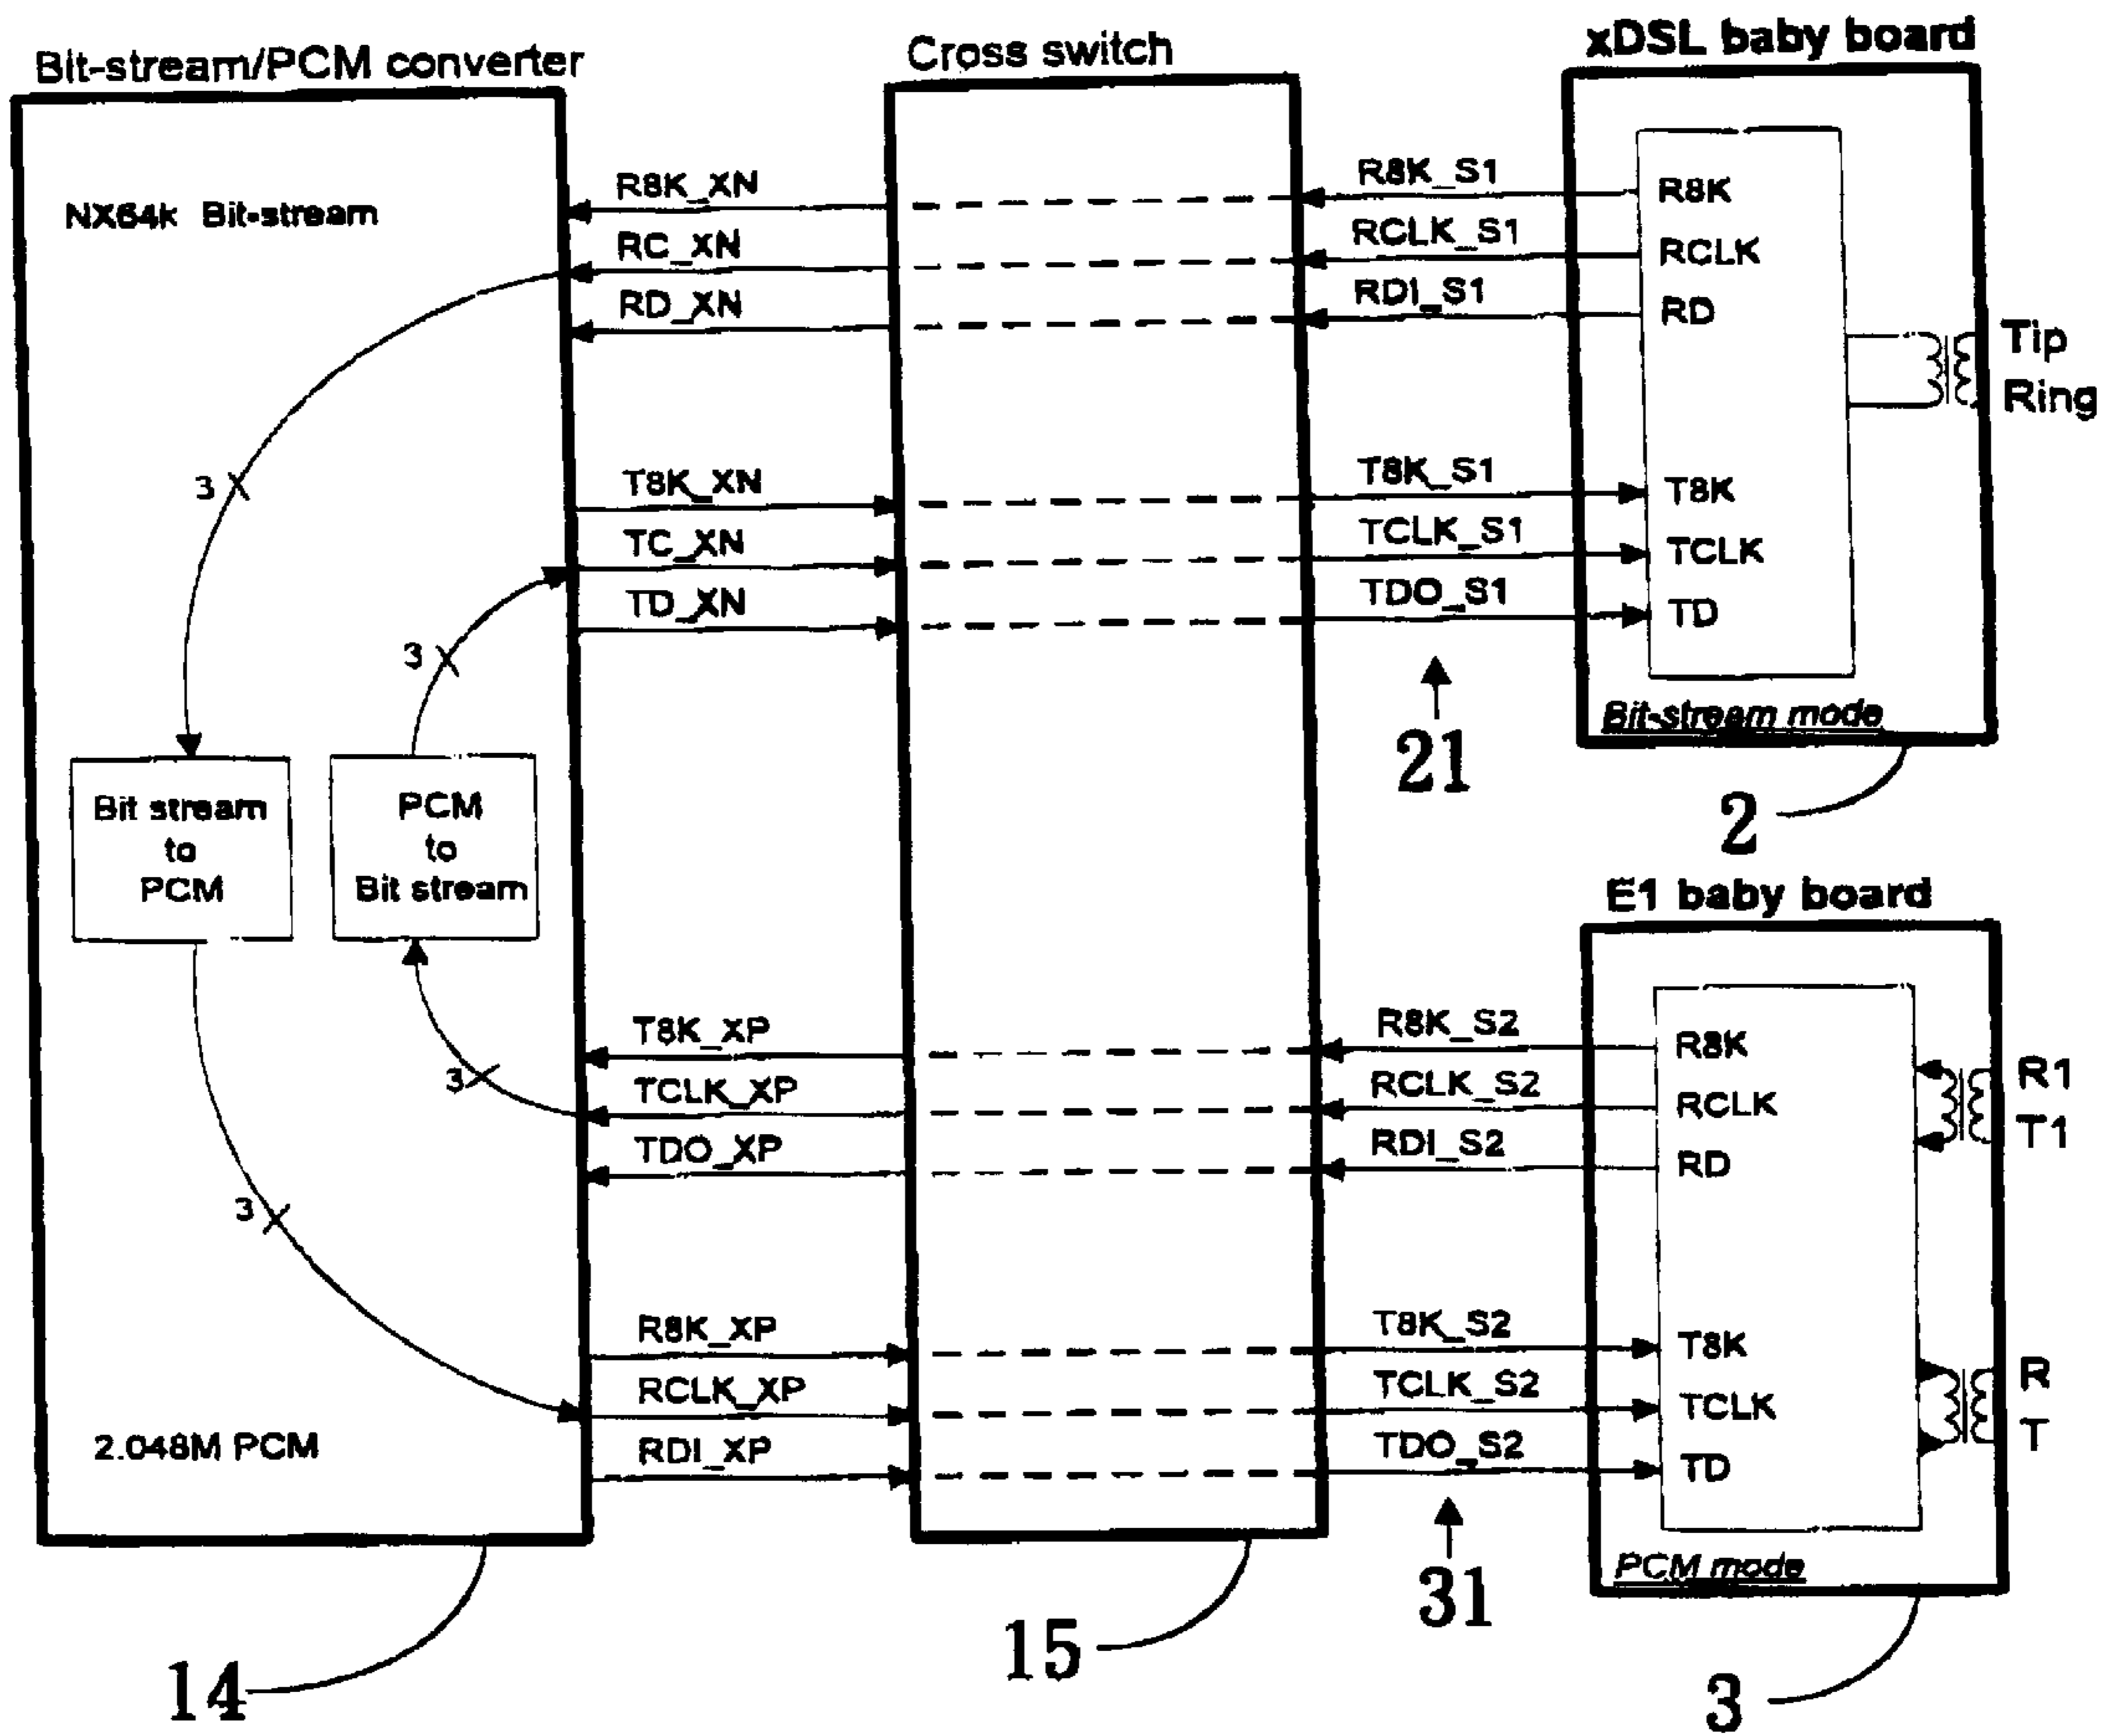 Bit-stream/PCM converter
Cross switch
xDSL baby board
NX64k Bit-stream
R8K_XN
RC_XN
RD_XN
T8K_XN
TC_XN
TD_XN
R8K_S1
RCLK_S1
RDI_S1
T8K_S1
TCLK_S1
TDO_S1
R8K
RCLK
RD
T8K
TCLK
TD
Tip
Ring
Bit-stream mode
21
2
3
3
Bit stream
to
PCM
PCM
to
Bit stream
3
3
E1 baby board
T8K_XP
TCLK_XP
TDO_XP
R8K_XP
RCLK_XP
RDI_XP
R8K_S2
RCLK_S2
RDI_S2
T8K_S2
TCLK_S2
TDO_S2
R8K
RCLK
RD
T8K
TCLK
TD
R1
T1
R
T
2.048M PCM
PCM mode
31
14
15
3